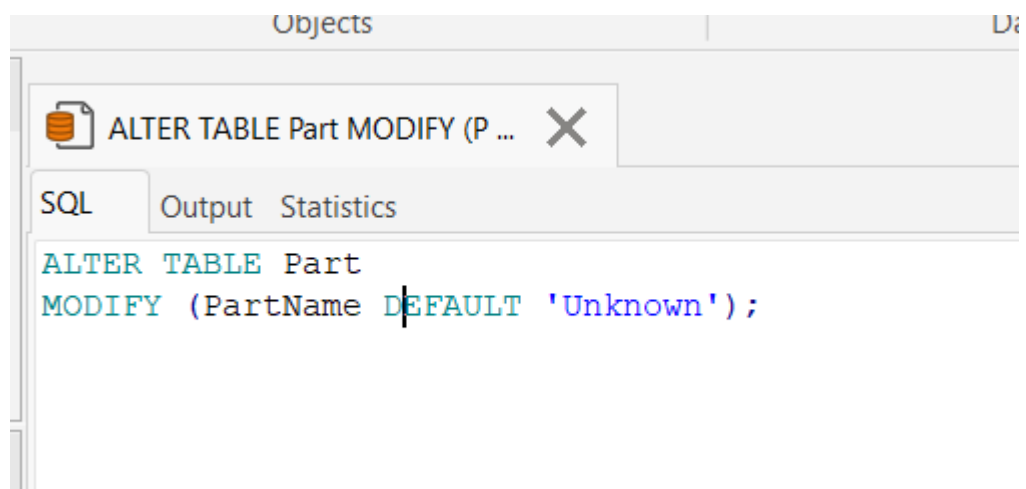 Objects
ALTER TABLE Part MODIFY (P ...
SQL Output Statistics
ALTER TABLE Part
MODIFY (PartName DEFAULT 'Unknown');